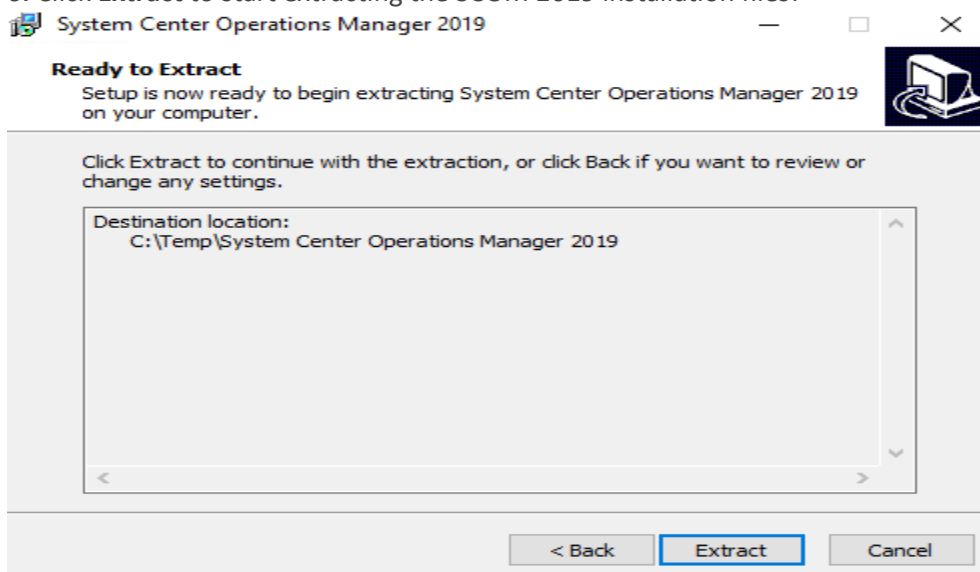 System Center Operations Manager 2019
Ready to Extract
Setup is now ready to begin extracting System Center Operations Manager 2019
on your computer.
Click Extract to continue with the extraction, or click Back if you want to review or
change any settings.
Destination location:
C:\Temp\System Center Operations Manager 2019
< Back Extract Cancel